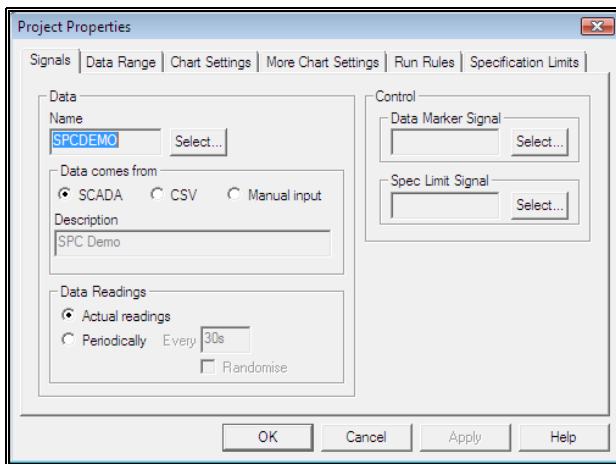 Project Properties
Signals Data Range Chart Settings More Chart Settings Run Rules Specification Limits
Data
Name
SPCDEMO Select...
Data comes from
SCADA CSV Manual input
Description
SPC Demo
Data Readings
Actual readings
Periodically Every 30s
Randomise
Control
Data Marker Signal
Select...
Spec Limit Signal
Select...
OK Cancel Apply Help